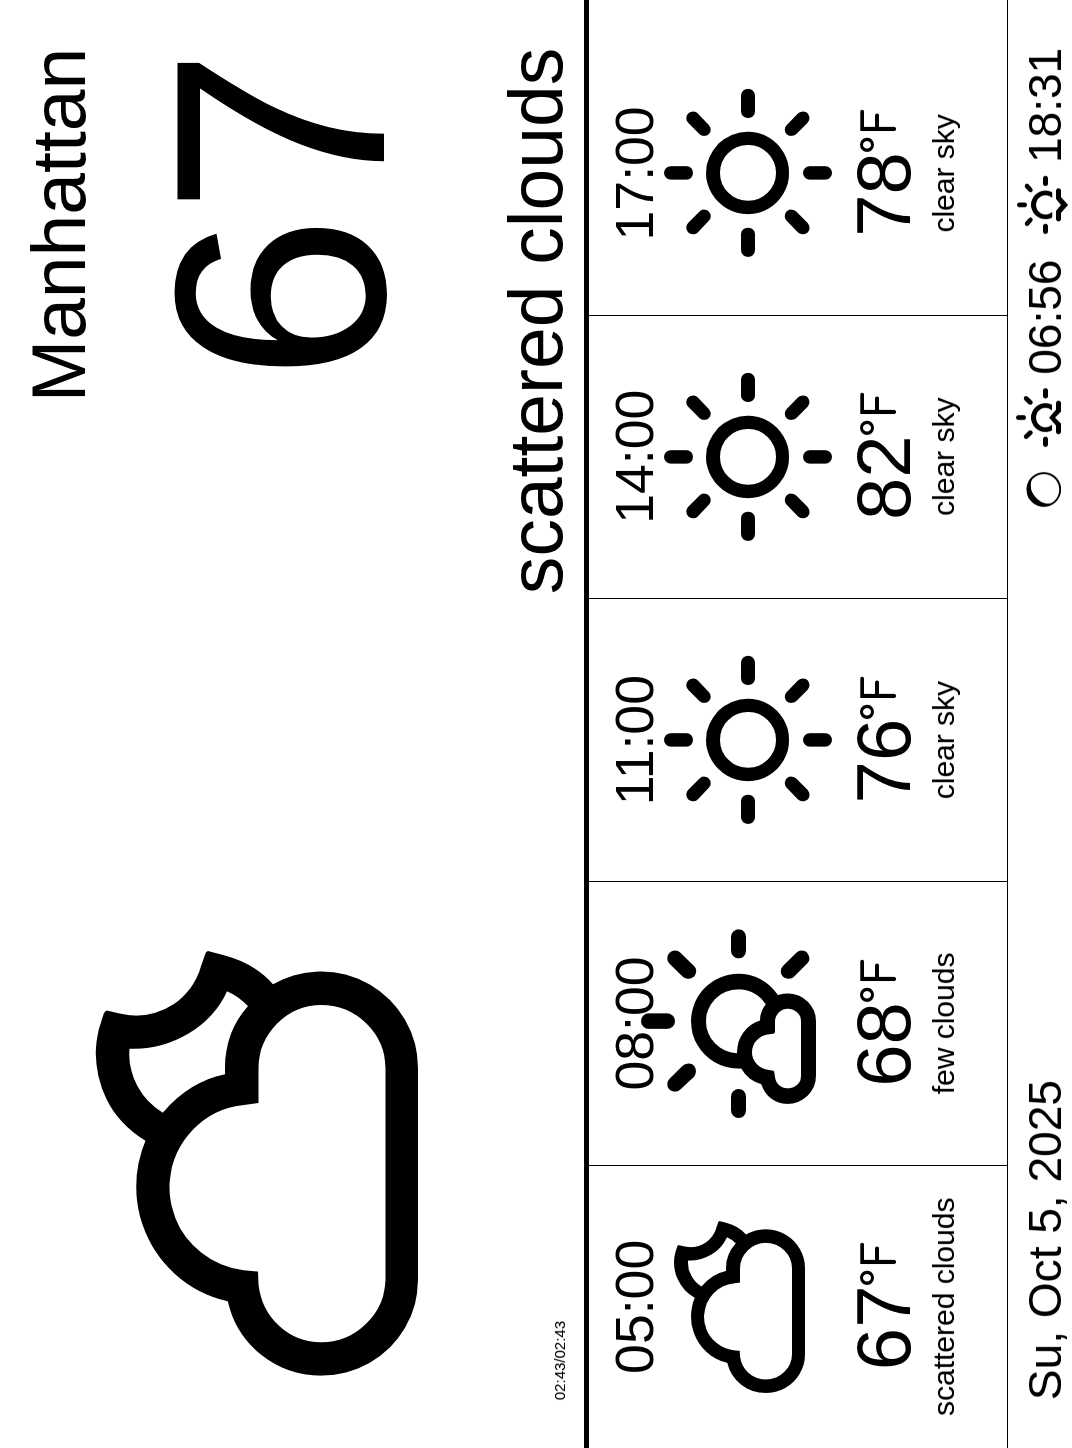 Manhattan
67
scattered clouds
02:43/02:43
05:00
67°F
scattered clouds
08:00
68°F
few clouds
11:00
76°F
clear sky
14:00
82°F
clear sky
17:00
78°F
clear sky
Su, Oct 5, 2025
06:56 18:31